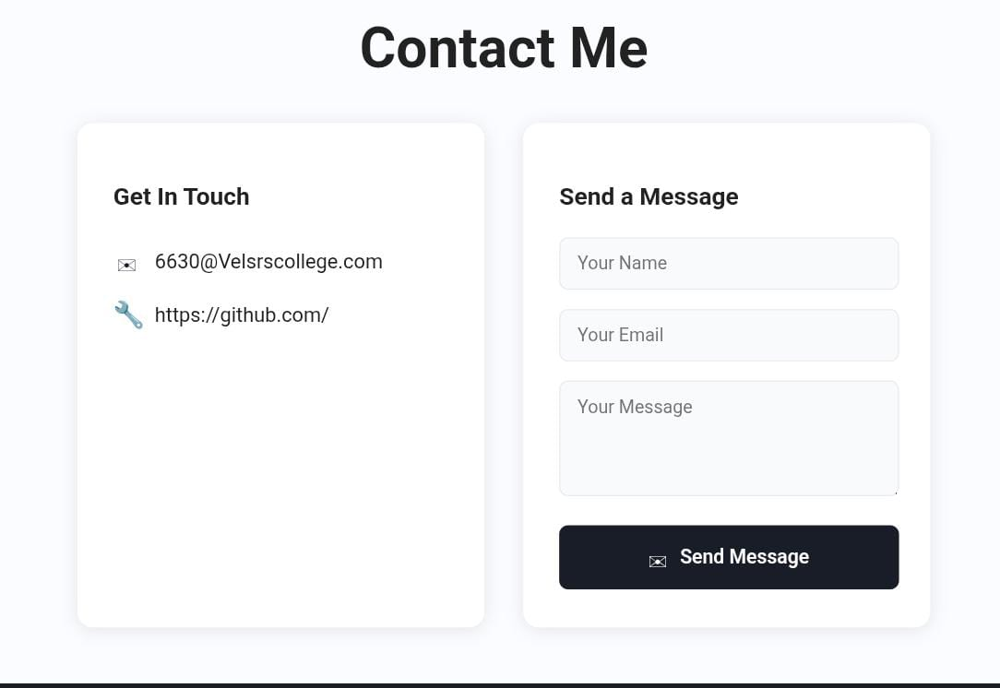 Contact Me
Get In Touch
6630@Velsrscollege.com
https://github.com/
Send a Message
Your Name
Your Email
Your Message
Send Message